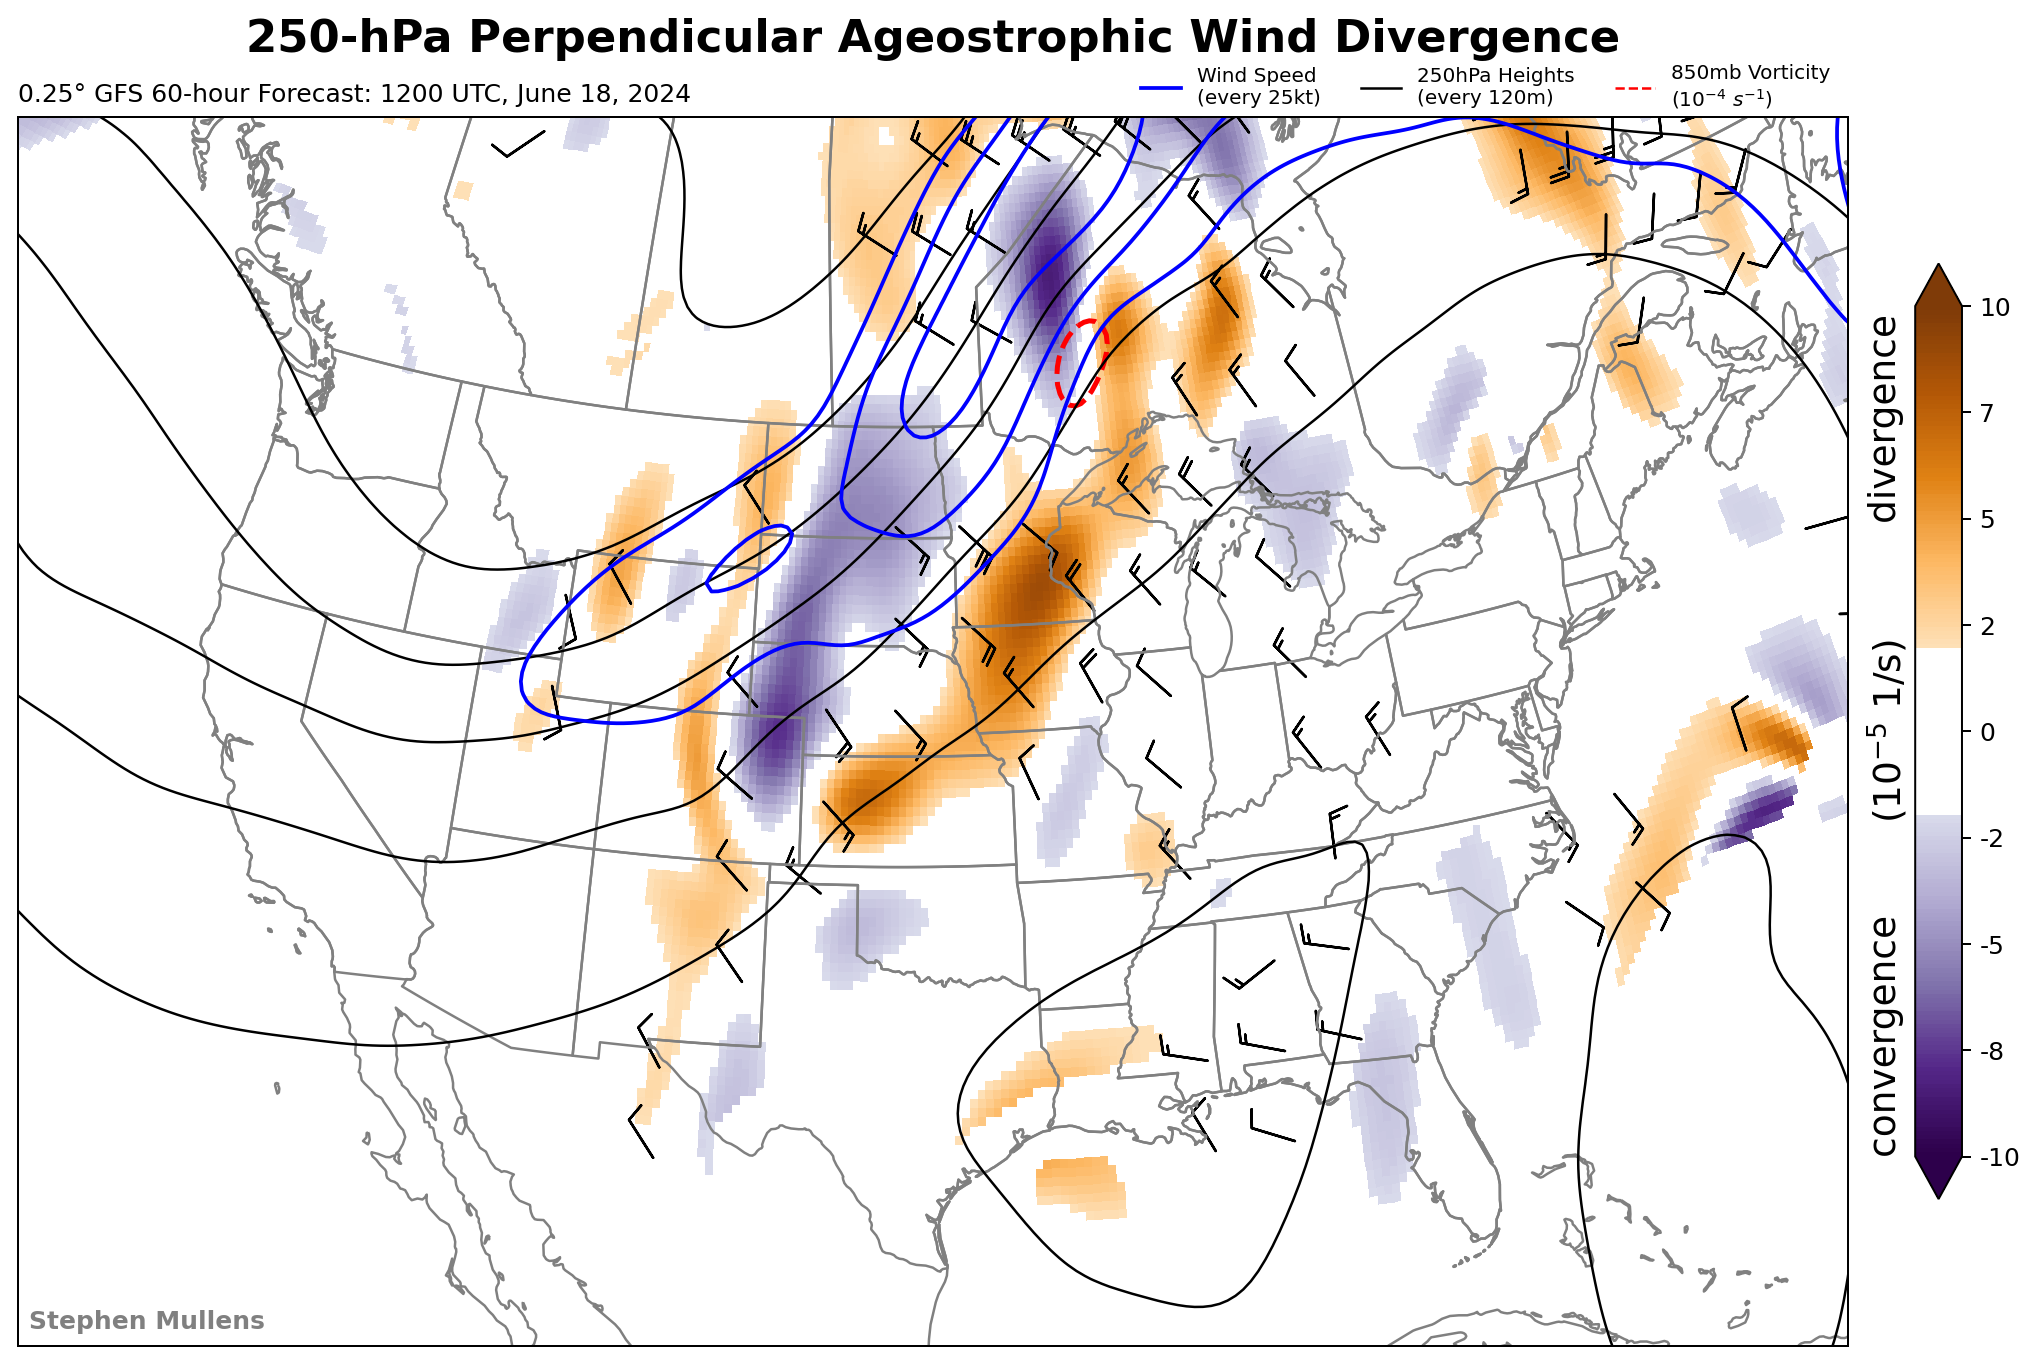 250-hPa Perpendicular Ageostrophic Wind Divergence
0.25° GFS 60-hour Forecast: 1200 UTC, June 18, 2024
Wind Speed
(every 25kt)
250hPa Heights
(every 120m)
850mb Vorticity
(10⁻⁴ s⁻¹)
10
7
5
2
0
-2
-5
-8
-10
convergence (10⁻⁵ 1/s) divergence
Stephen Mullens